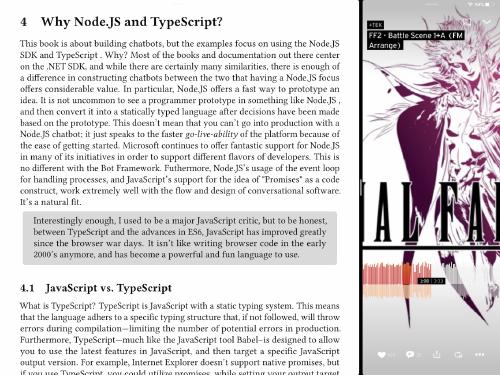 4 Why Node.JS and TypeScript?
This book is about building chatbots, but the examples focus on using the Node.JS
SDK and TypeScript . Why? Most of the books and documentation out there center
on the .NET SDK, and while there are certainly many similarities, there is enough of
a difference in constructing chatbots between the two that having a Node.JS focus
offers considerable value. In particular, Node.JS offers a fast way to prototype an
idea. It is not uncommon to see a programmer prototype in something like Node.JS ,
and then convert it into a statically typed language after decisions have been made
based on the prototype. This doesn't mean that you can't go into production with a
Node.JS chatbot; it just speaks to the faster go-live-ability of the platform because of
the ease of getting started. Microsoft continues to offer fantastic support for Node.JS
in many of its initiatives in order to support different flavors of developers. This is
no different with the Bot Framework. Futhermore, Node.JS's usage of the event loop
for handling processes, and JavaScript's support for the idea of "Promises" as a code
construct, work extremely well with the flow and design of conversational software.
It's a natural fit.
Interestingly enough, I used to be a major JavaScript critic, but to be honest,
between TypeScript and the advances in ES6, JavaScript has improved greatly
since the browser war days. It isn't like writing browser code in the early
2000's anymore, and has become a powerful and fun language to use.
4.1 JavaScript vs. TypeScript
What is TypeScript? TypeScript is JavaScript with a static typing system. This means
that the language adheres to a specific typing structure that, if not followed, will throw
errors during compilation—limiting the number of potential errors in production.
Furthermore, TypeScript—much like the JavaScript tool Babel–is designed to allow
you to use the latest features in JavaScript, and then target a specific JavaScript
output version. For example, Internet Explorer doesn't support native promises, but
if you use TypeScript, you could utilize promises, while setting your output target
+TEK
FF2 - Battle Scene 1+A (FM
Arrange)
AL FA